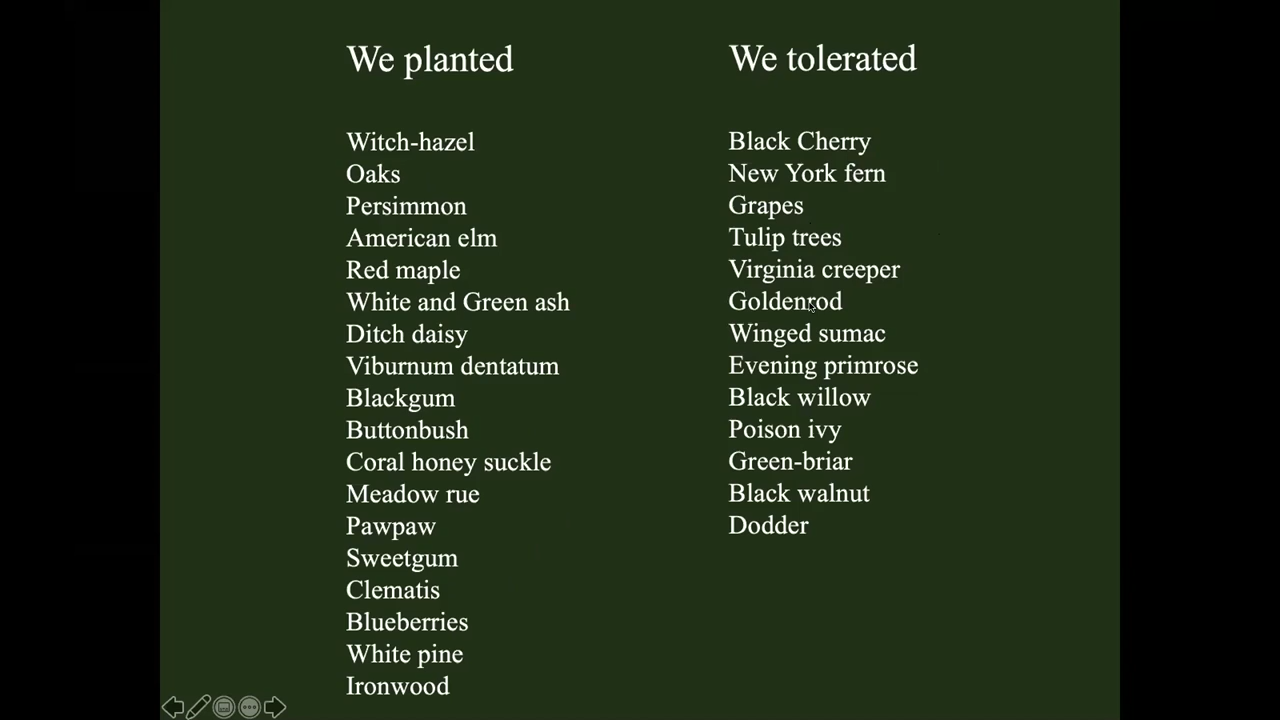 We planted
Witch-hazel
Oaks
Persimmon
American elm
Red maple
White and Green ash
Ditch daisy
Viburnum dentatum
Blackgum
Buttonbush
Coral honey suckle
Meadow rue
Pawpaw
Sweetgum
Clematis
Blueberries
White pine
Ironwood
We tolerated
Black Cherry
New York fern
Grapes
Tulip trees
Virginia creeper
Goldenrod
Winged sumac
Evening primrose
Black willow
Poison ivy
Green-briar
Black walnut
Dodder